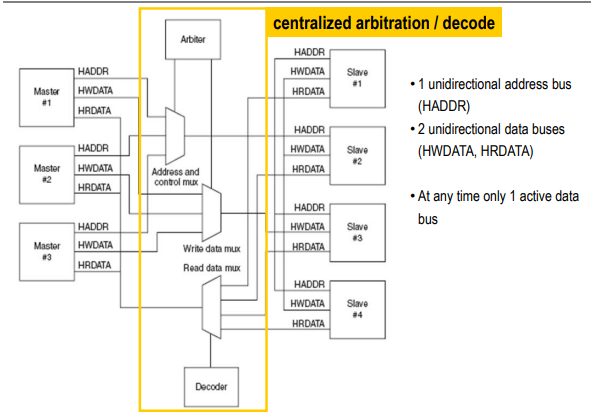 centralized arbitration / decode
Arbiter
Master
#1
HADDR
HWDATA
HRDATA
Master
#2
HADDR
HWDATA
HRDATA
Master
#3
HADDR
HWDATA
HRDATA
Address and
control mux
Write data mux
Read data mux
Decoder
HADDR
HWDATA
HRDATA
Slave
#1
HADDR
HWDATA
HRDATA
Slave
#2
HADDR
HWDATA
HRDATA
Slave
#3
HADDR
HWDATA
HRDATA
Slave
#4
• 1 unidirectional address bus
(HADDR)
• 2 unidirectional data buses
(HWDATA, HRDATA)
• At any time only 1 active data
bus